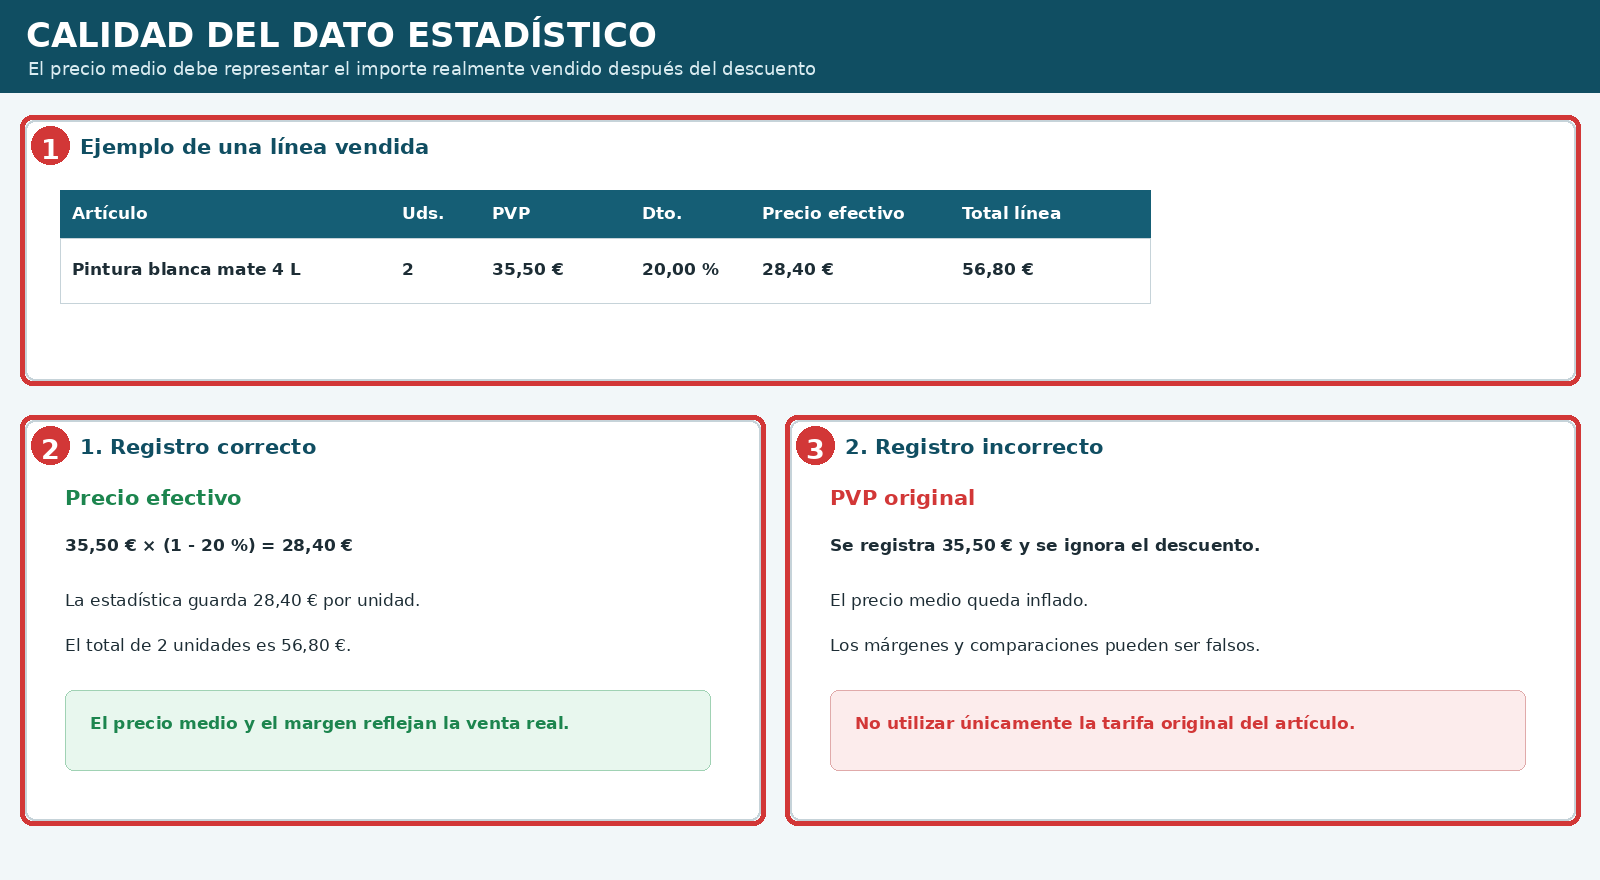 CALIDAD DEL DATO ESTADÍSTICO
El precio medio debe representar el importe realmente vendido después del descuento
1 Ejemplo de una línea vendida
Artículo Uds. PVP Dto. Precio efectivo Total línea
Pintura blanca mate 4 L 2 35,50 € 20,00 % 28,40 € 56,80 €
2 1. Registro correcto
Precio efectivo
35,50 € × (1 - 20 %) = 28,40 €
La estadística guarda 28,40 € por unidad.
El total de 2 unidades es 56,80 €.
El precio medio y el margen reflejan la venta real.
3 2. Registro incorrecto
PVP original
Se registra 35,50 € y se ignora el descuento.
El precio medio queda inflado.
Los márgenes y comparaciones pueden ser falsos.
No utilizar únicamente la tarifa original del artículo.